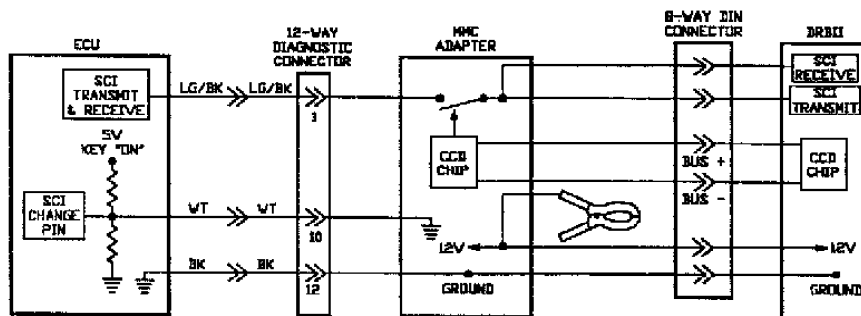 ECU
12-WAY
DIAGNOSTIC
CONNECTOR
MMC
ADAPTER
8-WAY DIN
CONNECTOR
DRBII
SCI
TRANSMIT
& RECEIVE
LG/BK
LG/BK
1
SCI
RECEIVE
SCI
TRANSMIT
5V
KEY "ON"
CCD
CHIP
BUS +
BUS -
CCD
CHIP
SCI
CHANGE
PIN
WT
WT
10
12V
12V
BK
BK
12
GROUND
GROUND